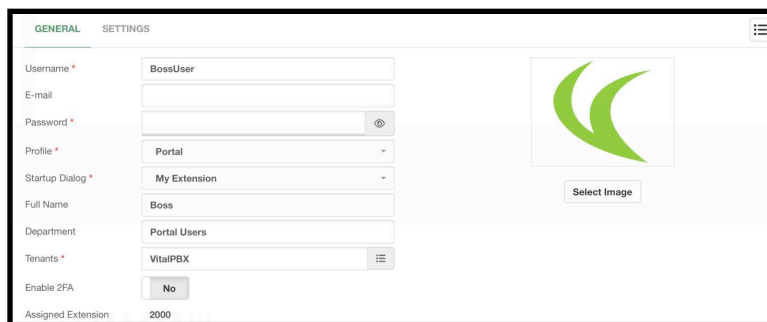 GENERAL SETTINGS
Username * BossUser
E-mail
Password *
Profile * Portal
Startup Dialog * My Extension
Select Image
Full Name Boss
Department Portal Users
Tenants * VitalPBX
Enable 2FA No
Assigned Extension 2000